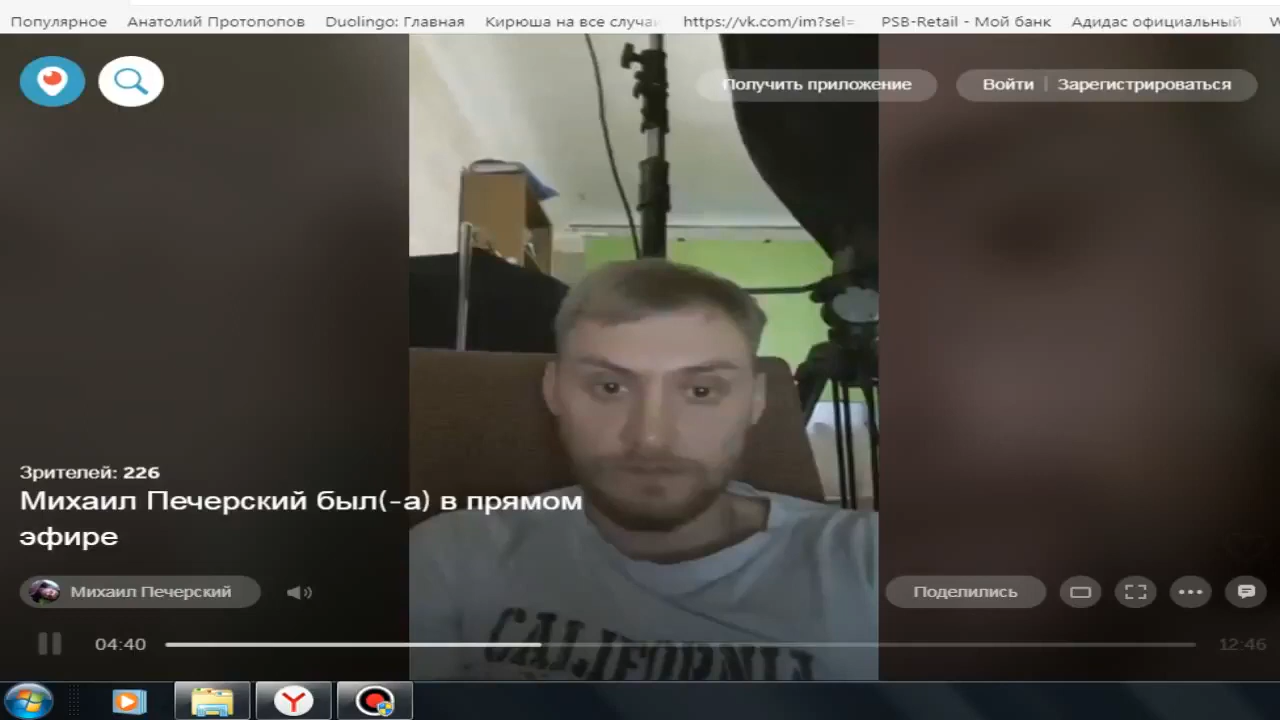 Популярное Анатолий Протопопов Duolingo: Главная Кирюша на все случаи https://vk.com/im?sel= PSB-Retail - Мой банк Адидас официальный W
Получить приложение Войти | Зарегистрироваться
Зрителей: 226
Михаил Печерский был(-а) в прямом
эфире
CALIFORNIA
Михаил Печерский Поделились
04:40 12:46